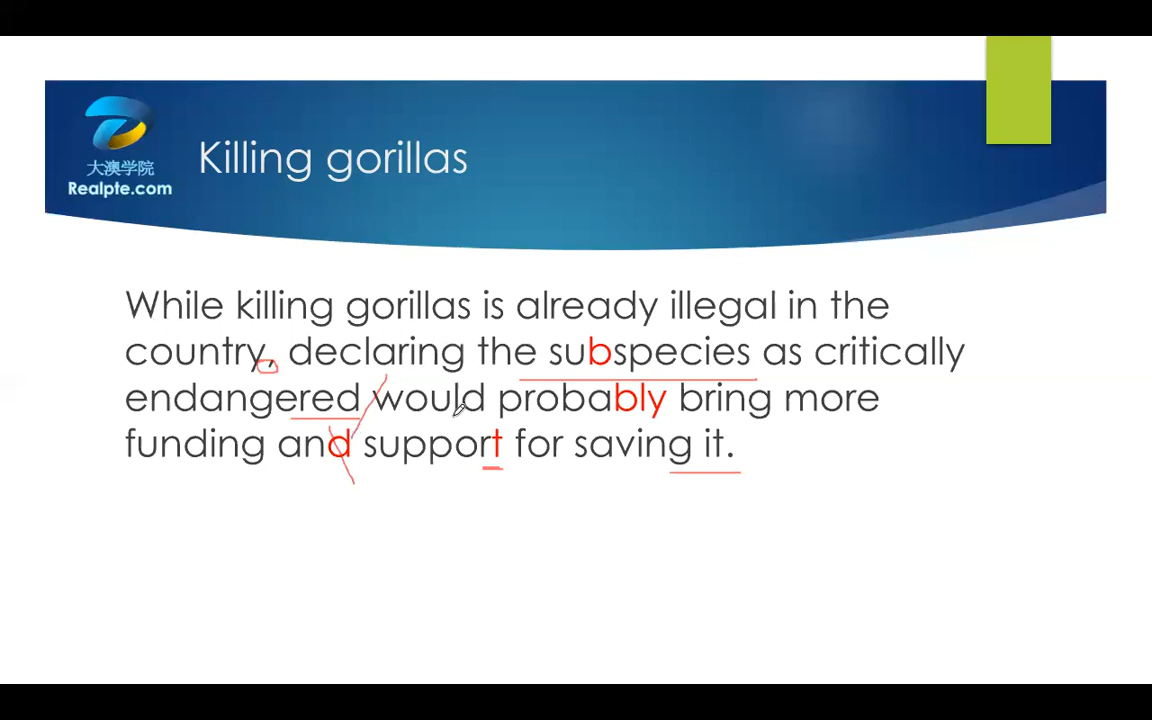 大澳学院
Realpte.com
Killing gorillas
While killing gorillas is already illegal in the
country, declaring the subspecies as critically
endangered would probably bring more
funding and support for saving it.